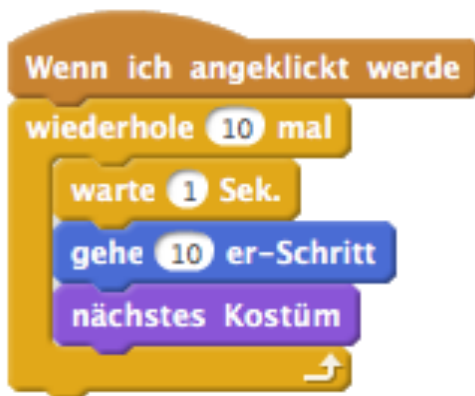 Wenn ich angeklickt werde
wiederhole 10 mal
warte 1 Sek.
gehe 10 er-Schritt
nächstes Kostüm